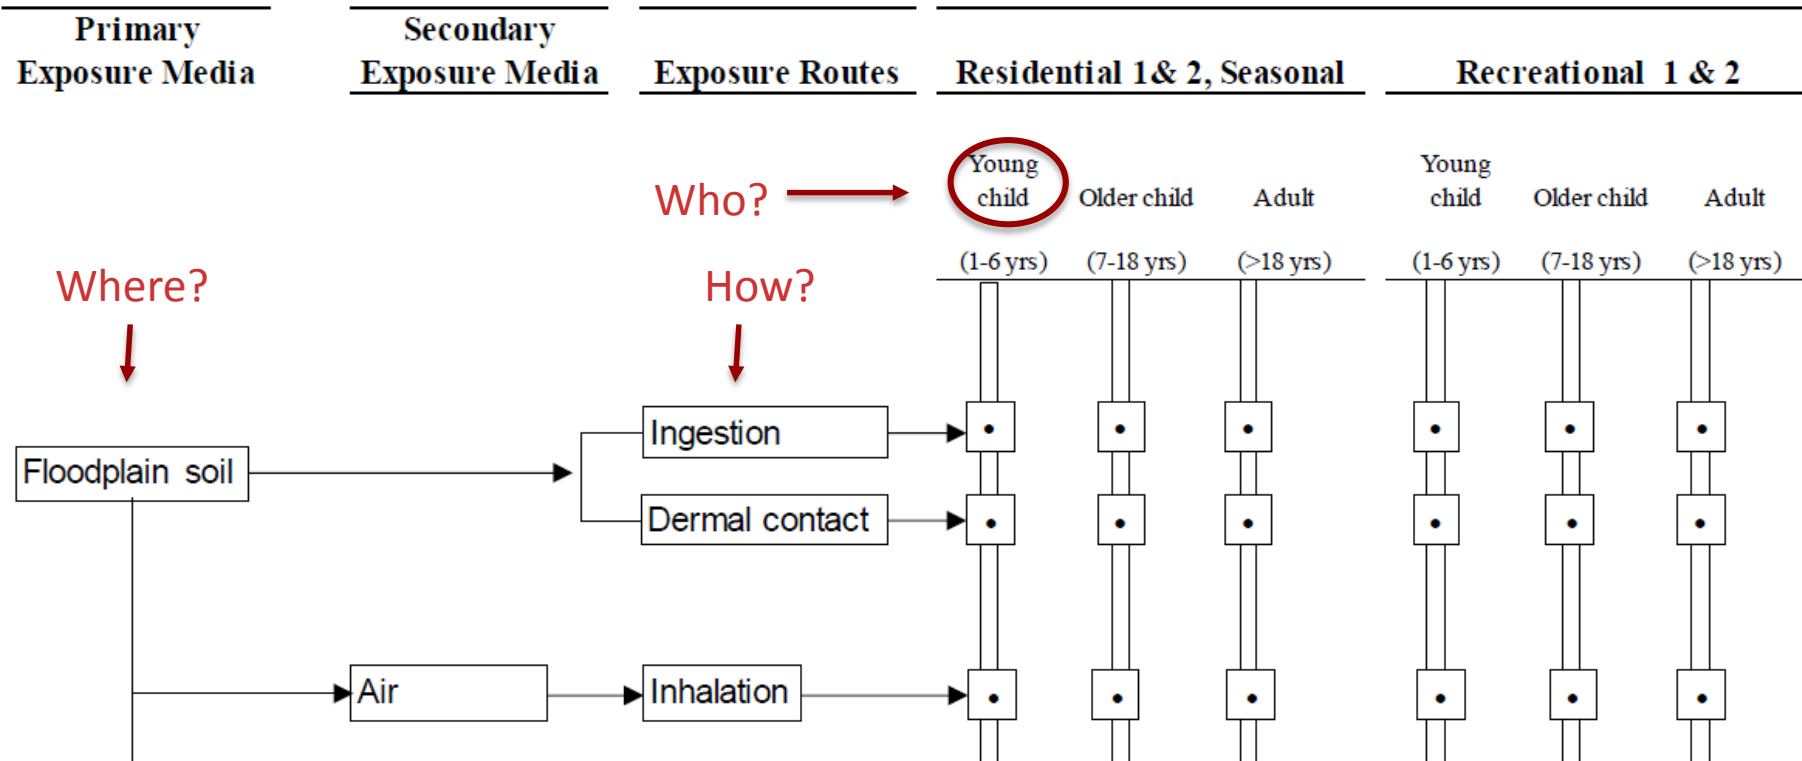 Primary
Exposure Media
Secondary
Exposure Media
Exposure Routes
Residential 1& 2, Seasonal
Recreational 1 & 2
Who?
Young
child
Older child
Adult
Young
child
Older child
Adult
(1-6 yrs)
(7-18 yrs)
(>18 yrs)
(1-6 yrs)
(7-18 yrs)
(>18 yrs)
Where?
How?
Ingestion
Floodplain soil
Dermal contact
Air
Inhalation